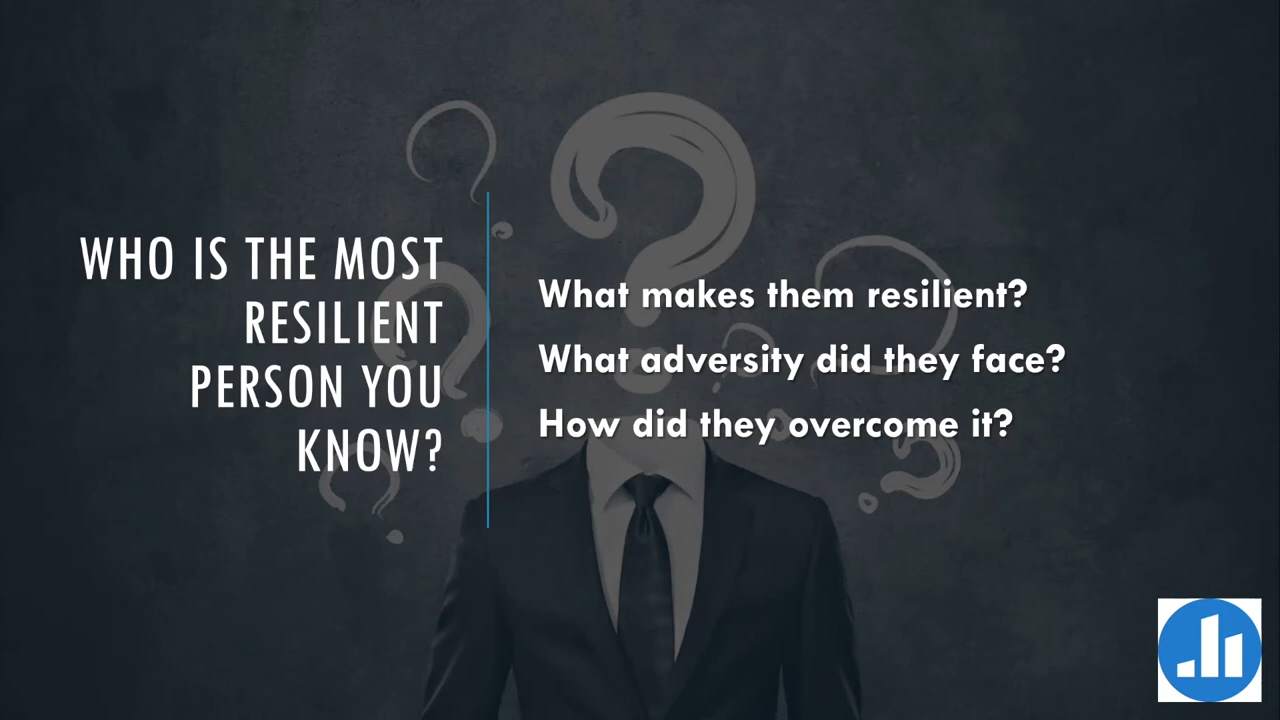 WHO IS THE MOST
RESILIENT
PERSON YOU
KNOW?
What makes them resilient?
What adversity did they face?
How did they overcome it?